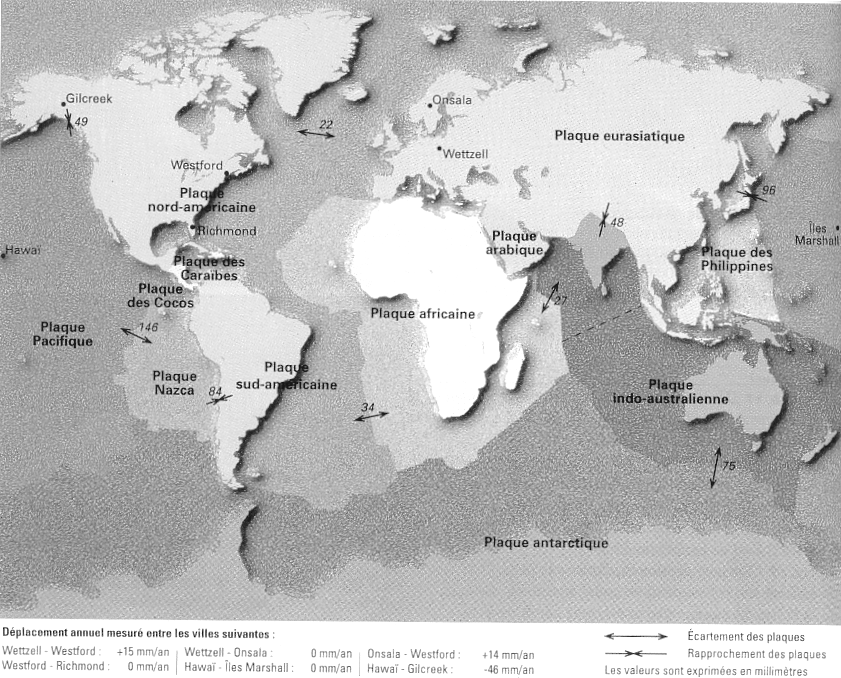 Gilcreek
49
22
Onsala
Wettzell
Plaque eurasiatique
Westford
Plaque
nord-américaine
Richmond
96
48
Îles
Marshall
Hawaï
Plaque
arabique
Plaque des
Philippines
Plaque des
Caraïbes
Plaque
des Cocos
27
Plaque africaine
146
Plaque
Pacifique
Plaque
Nazca
84
Plaque
sud-américaine
34
Plaque
indo-australienne
75
Plaque antarctique
Déplacement annuel mesuré entre les villes suivantes :
Wettzell - Westford : +15 mm/an
Westford - Richmond : 0 mm/an
Wettzell - Onsala : 0 mm/an
Hawaï - Îles Marshall : 0 mm/an
Onsala - Westford : +14 mm/an
Hawaï - Gilcreek : -46 mm/an
Écartement des plaques
Rapprochement des plaques
Les valeurs sont exprimées en millimètres